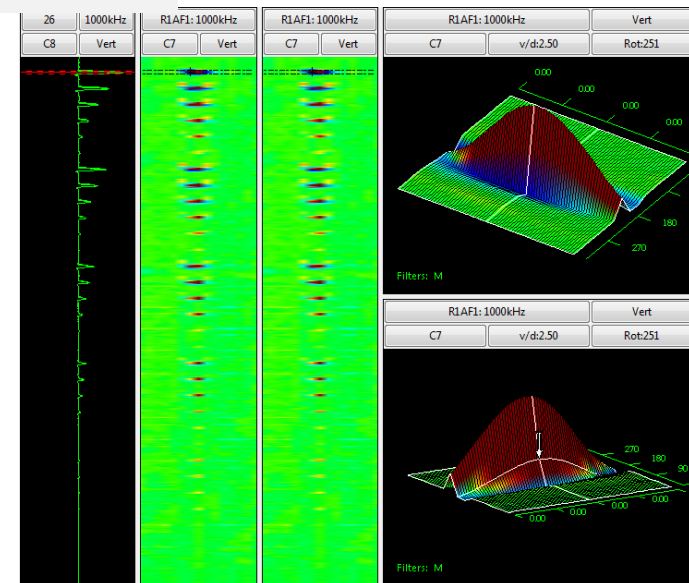 26 1000kHz
C8 Vert
R1AF1: 1000kHz
C7 Vert
R1AF1: 1000kHz
C7 Vert
R1AF1: 1000kHz Vert
C7 v/d:2.50 Rot:251
0.00
0.00
0.00
0.00
180
270
Filters: M
R1AF1: 1000kHz Vert
C7 v/d:2.50 Rot:251
270
180
90
0.00
0.00
0.00
0.00
Filters: M